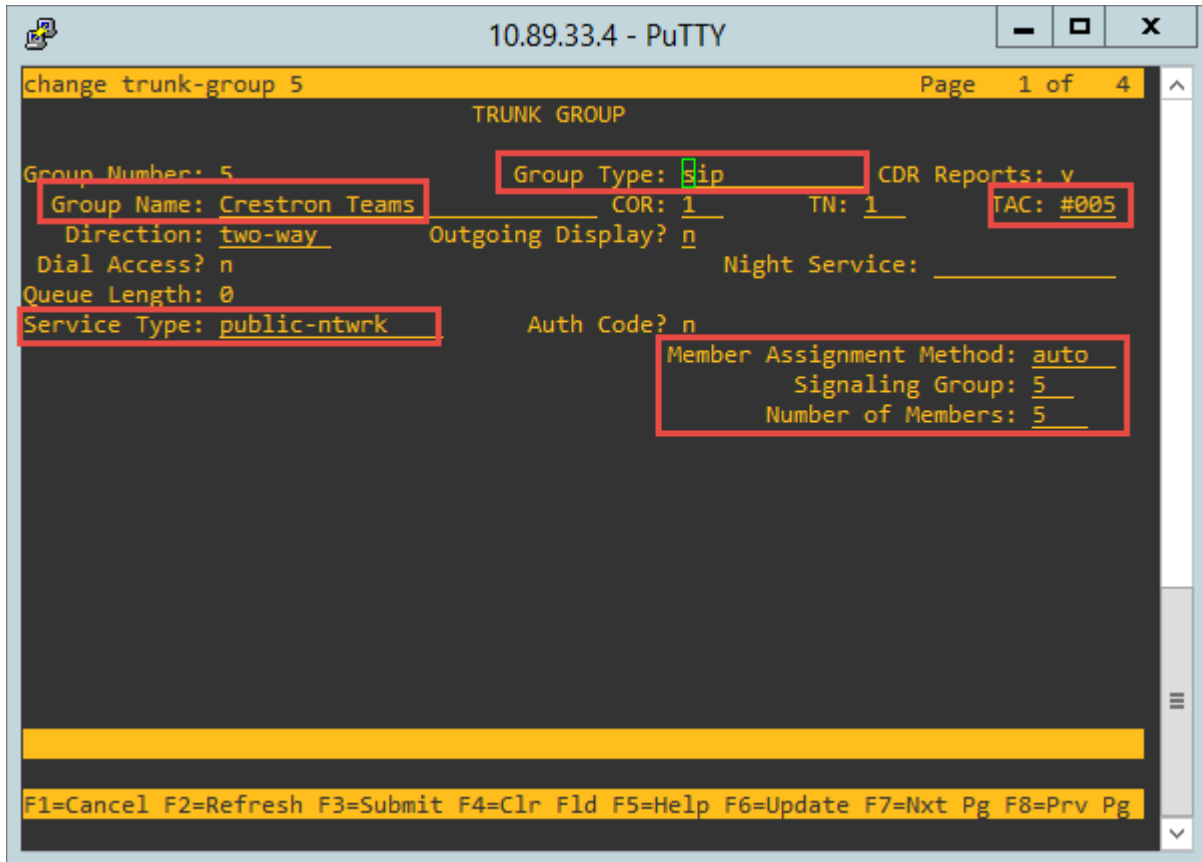 10.89.33.4 - PuTTY
change trunk-group 5 Page 1 of 4
TRUNK GROUP
Group Number: 5 Group Type: sip CDR Reports: y
Group Name: Crestron Teams COR: 1 TN: 1 TAC: #005
Direction: two-way Outgoing Display? n
Dial Access? n Night Service:
Queue Length: 0
Service Type: public-ntwrk Auth Code? n
Member Assignment Method: auto
Signaling Group: 5
Number of Members: 5
F1=Cancel F2=Refresh F3=Submit F4=Clr Fld F5=Help F6=Update F7=Nxt Pg F8=Prv Pg